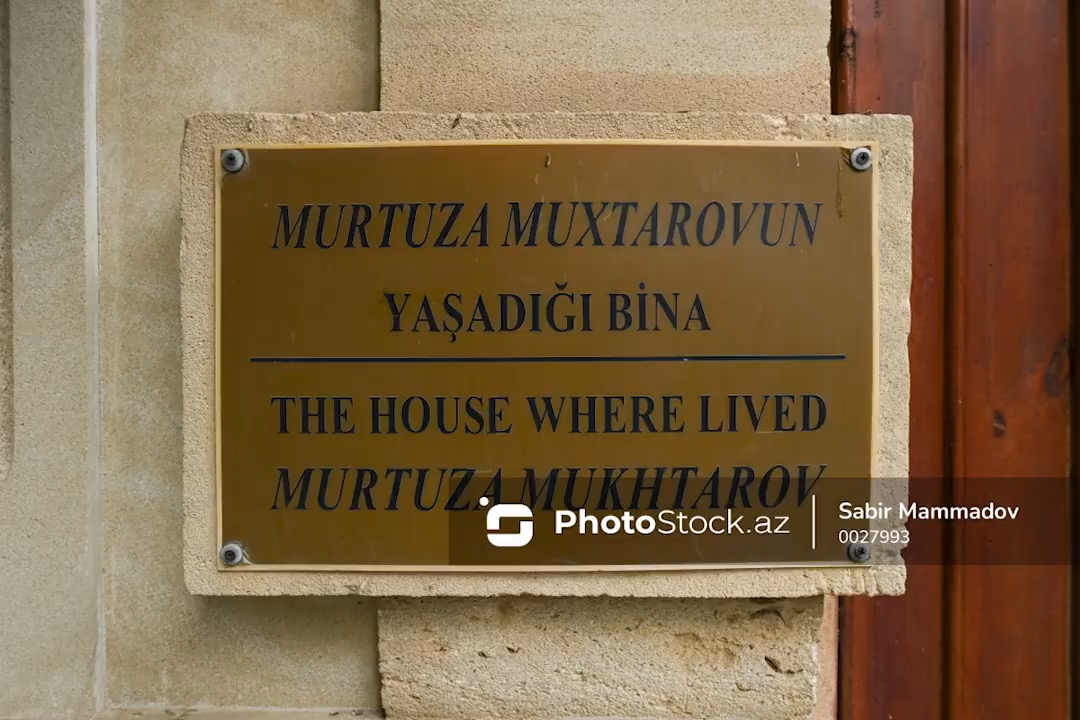 MURTUZA MUXTAROVUN
YAŞADIĞI BİNA
THE HOUSE WHERE LIVED
MURTUZA MUKHTAROV
PhotoStock.az
Sabir Mammadov
0027993